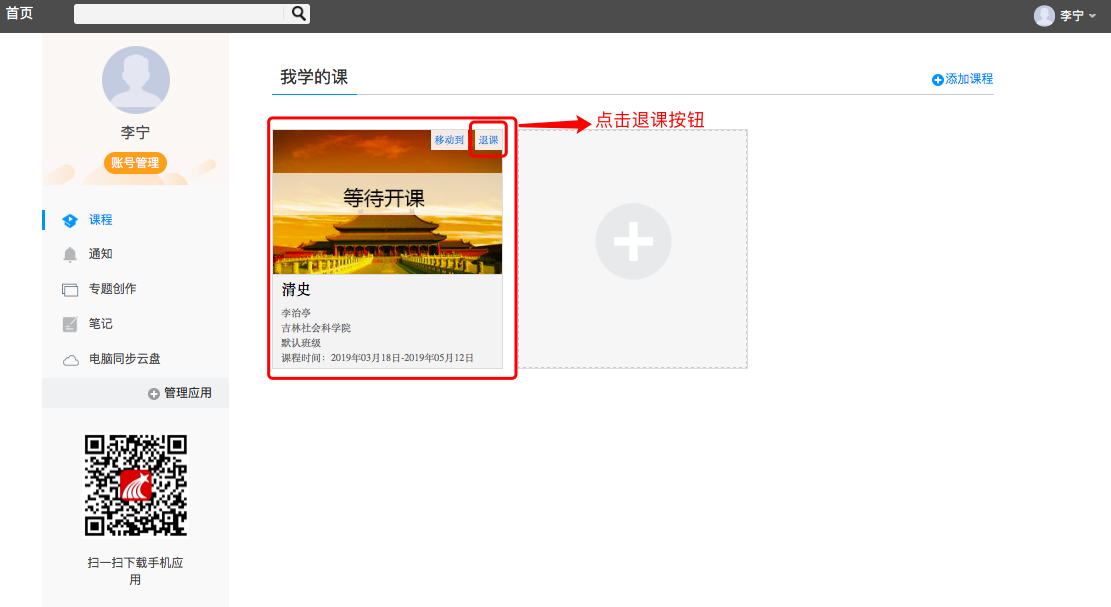 首页
李宁
李宁
账号管理
课程
通知
专题创作
笔记
电脑同步云盘
管理应用
扫一扫下载手机应
用
我学的课
添加课程
点击退课按钮
移动到
退课
等待开课
清史
李治亭
吉林社会科学院
默认班级
课程时间：2019年03月18日-2019年05月12日